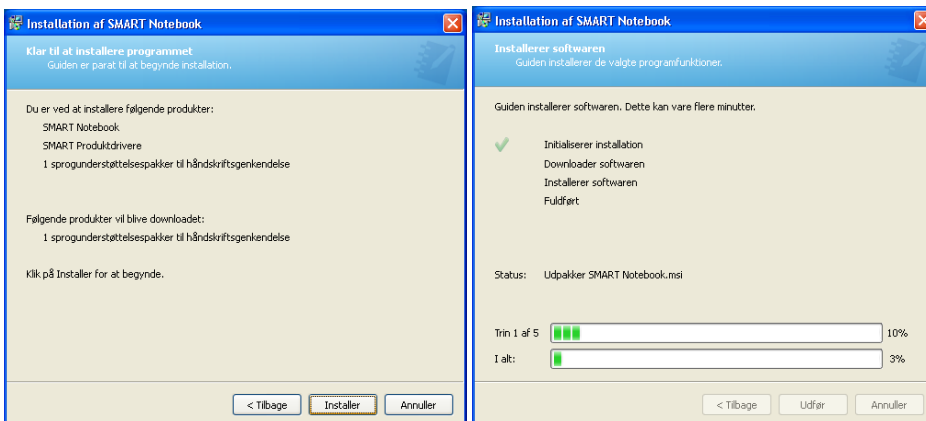 Installation af SMART Notebook
Klar til at installere programmet
Guiden er parat til at begynde installation.
Du er ved at installere følgende produkter:
SMART Notebook
SMART Produktdrivere
1 sprogunderstøttelsespakker til håndskriftsgenkendelse
Følgende produkter vil blive downloadet:
1 sprogunderstøttelsespakker til håndskriftsgenkendelse
Klik på Installer for at begynde.
< Tilbage
Installer
Annuller
Installation af SMART Notebook
Installerer softwaren
Guiden installerer de valgte programfunktioner.
Guiden installerer softwaren. Dette kan vare flere minutter.
Initialiserer installation
Downloader softwaren
Installerer softwaren
Fuldført
Status: Udpakker SMART Notebook.msi
Trin 1 af 5 10%
I alt: 3%
< Tilbage
Udfør
Annuller